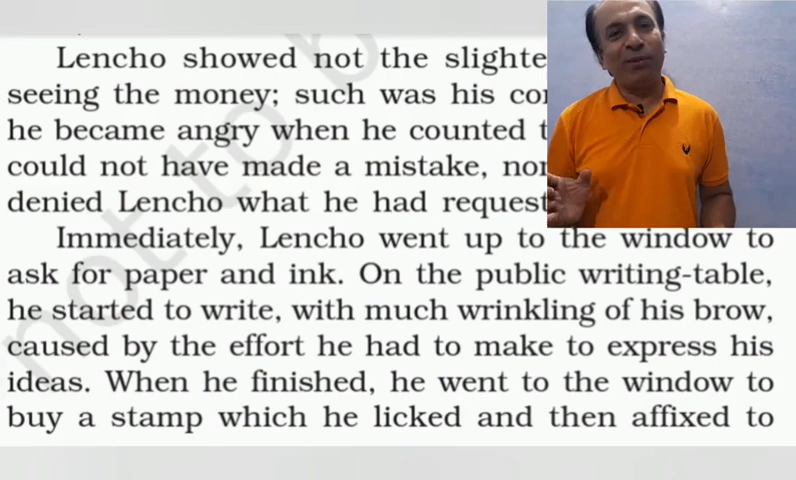 Lencho showed not the
seeing the money; such was his
he became angry when he counted
could not have made a mistake,
denied Lencho what he had
Immediately, Lencho went up to the window to
ask for paper and ink. On the public writing-table,
he started to write, with much wrinkling of his brow,
caused by the effort he had to make to express his
ideas. When he finished, he went to the window to
buy a stamp which he licked and then affixed to